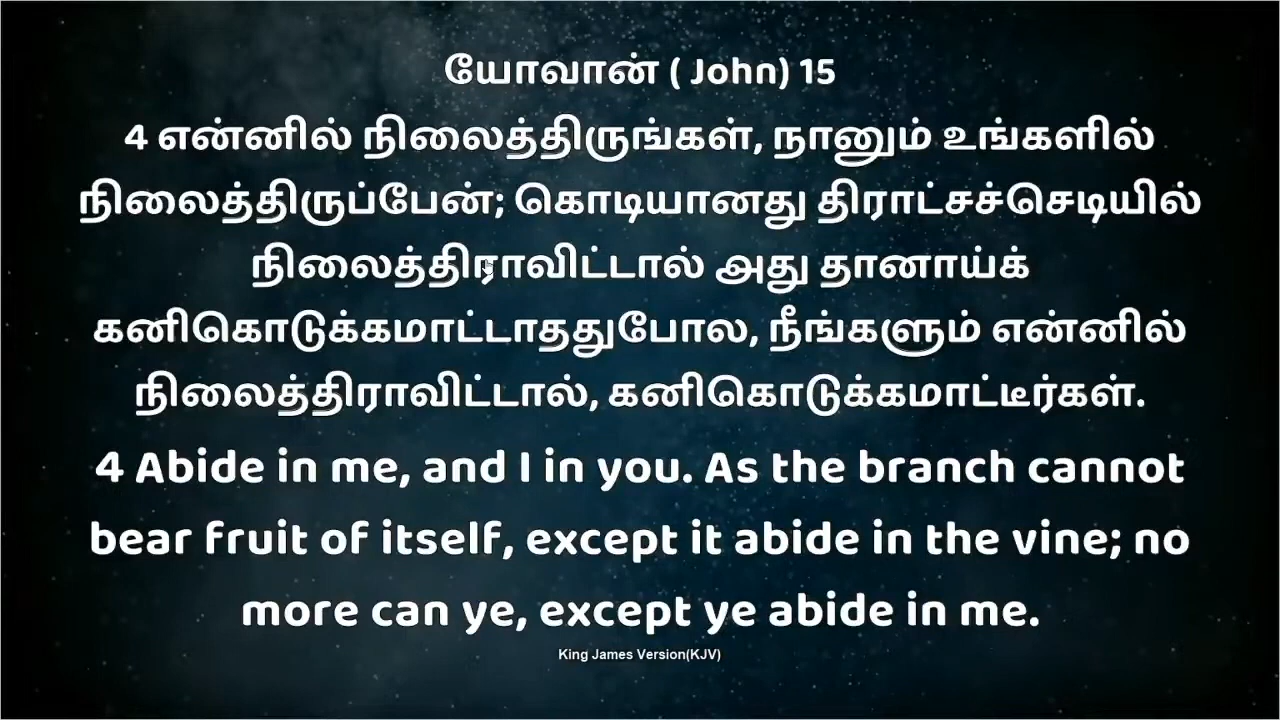 யோவான் ( John) 15
4 என்னில் நிலைத்திருங்கள், நானும் உங்களில்
நிலைத்திருப்பேன்; கொடியானது திராட்சச்செடியில்
நிலைத்திராவிட்டால் அது தானாய்க்
கனிகொடுக்கமாட்டாததுபோல, நீங்களும் என்னில்
நிலைத்திராவிட்டால், கனிகொடுக்கமாட்டீர்கள்.
4 Abide in me, and I in you. As the branch cannot
bear fruit of itself, except it abide in the vine; no
more can ye, except ye abide in me.
King James Version(KJV)